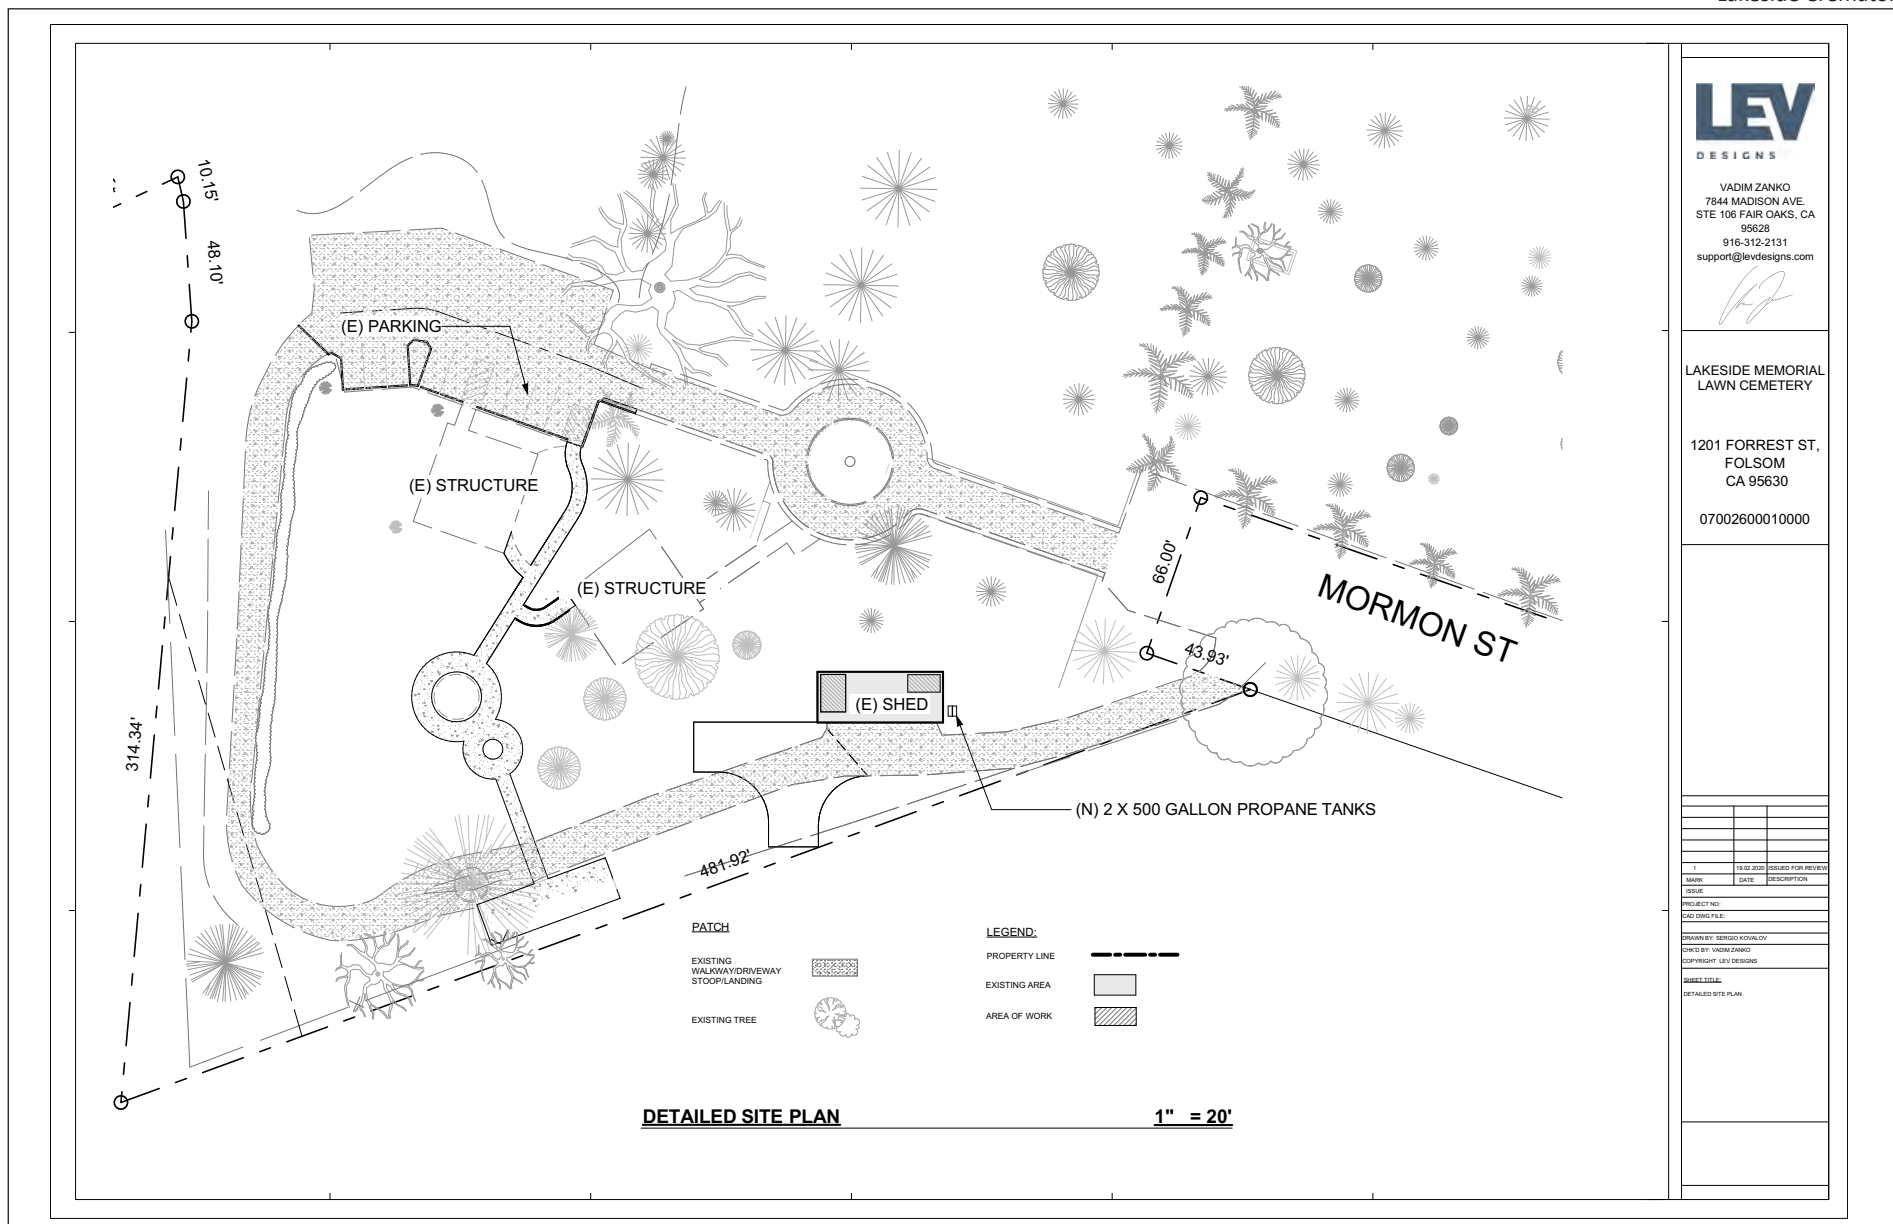 10.15'
48.10'
(E) PARKING
(E) STRUCTURE
(E) STRUCTURE
66.00'
MORMON ST
43.93'
(E) SHED
314.34'
(N) 2 X 500 GALLON PROPANE TANKS
481.92'
PATCH
EXISTING
WALKWAY/DRIVEWAY
STOOP/LANDING
EXISTING TREE
LEGEND:
PROPERTY LINE
EXISTING AREA
AREA OF WORK
DETAILED SITE PLAN
1" = 20'
LEV
DESIGNS
VADIM ZANKO
7844 MADISON AVE.
STE 106 FAIR OAKS, CA
95628
916-312-2131
support@levdesigns.com
LAKESIDE MEMORIAL
LAWN CEMETERY
1201 FORREST ST,
FOLSOM
CA 95630
07002600010000
1 19.02.2020 ISSUED FOR REVIEW
MARK DATE DESCRIPTION
ISSUE
PROJECT NO:
CAD DWG FILE:
DRAWN BY: SERGIO KOVALOV
CHK'D BY: VADIM ZANKO
COPYRIGHT LEV DESIGNS
SHEET TITLE:
DETAILED SITE PLAN